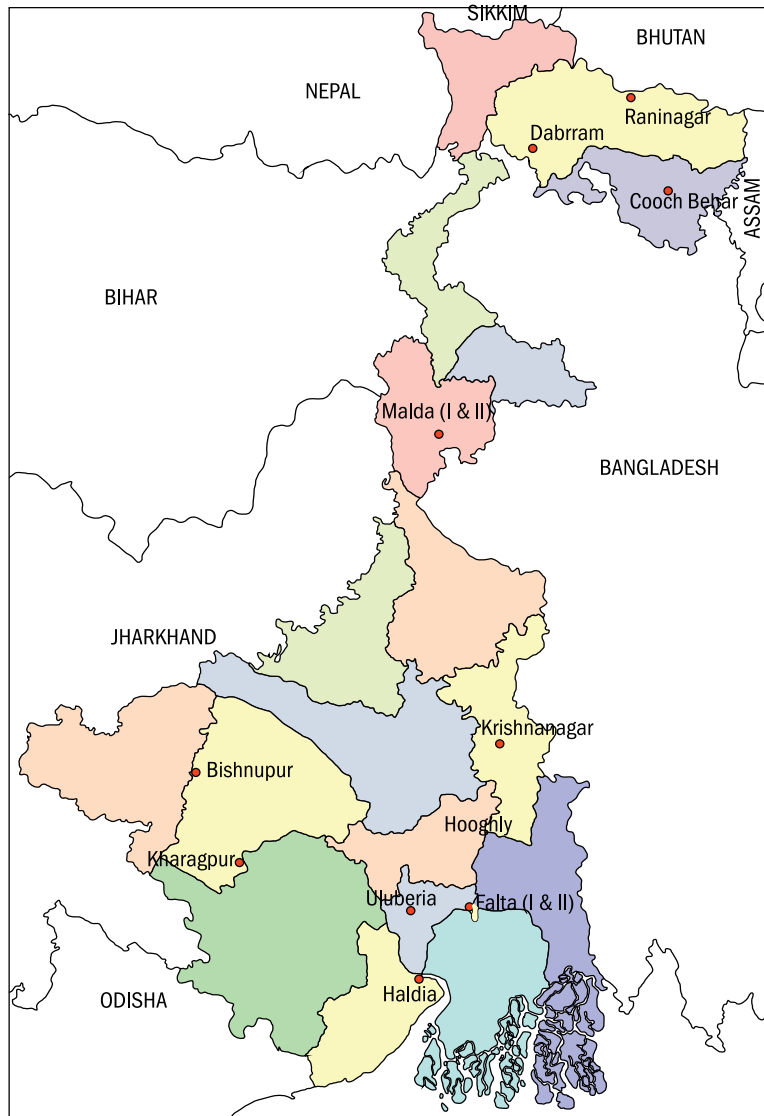 SIKKIM
BHUTAN
NEPAL
Raninagar
Dabrram
Cooch Behar
ASSAM
BIHAR
Malda (I & II)
BANGLADESH
JHARKHAND
Krishnanagar
Bishnupur
Hooghly
Kharagpur
Uluberia
Falta (I & II)
Haldia
ODISHA